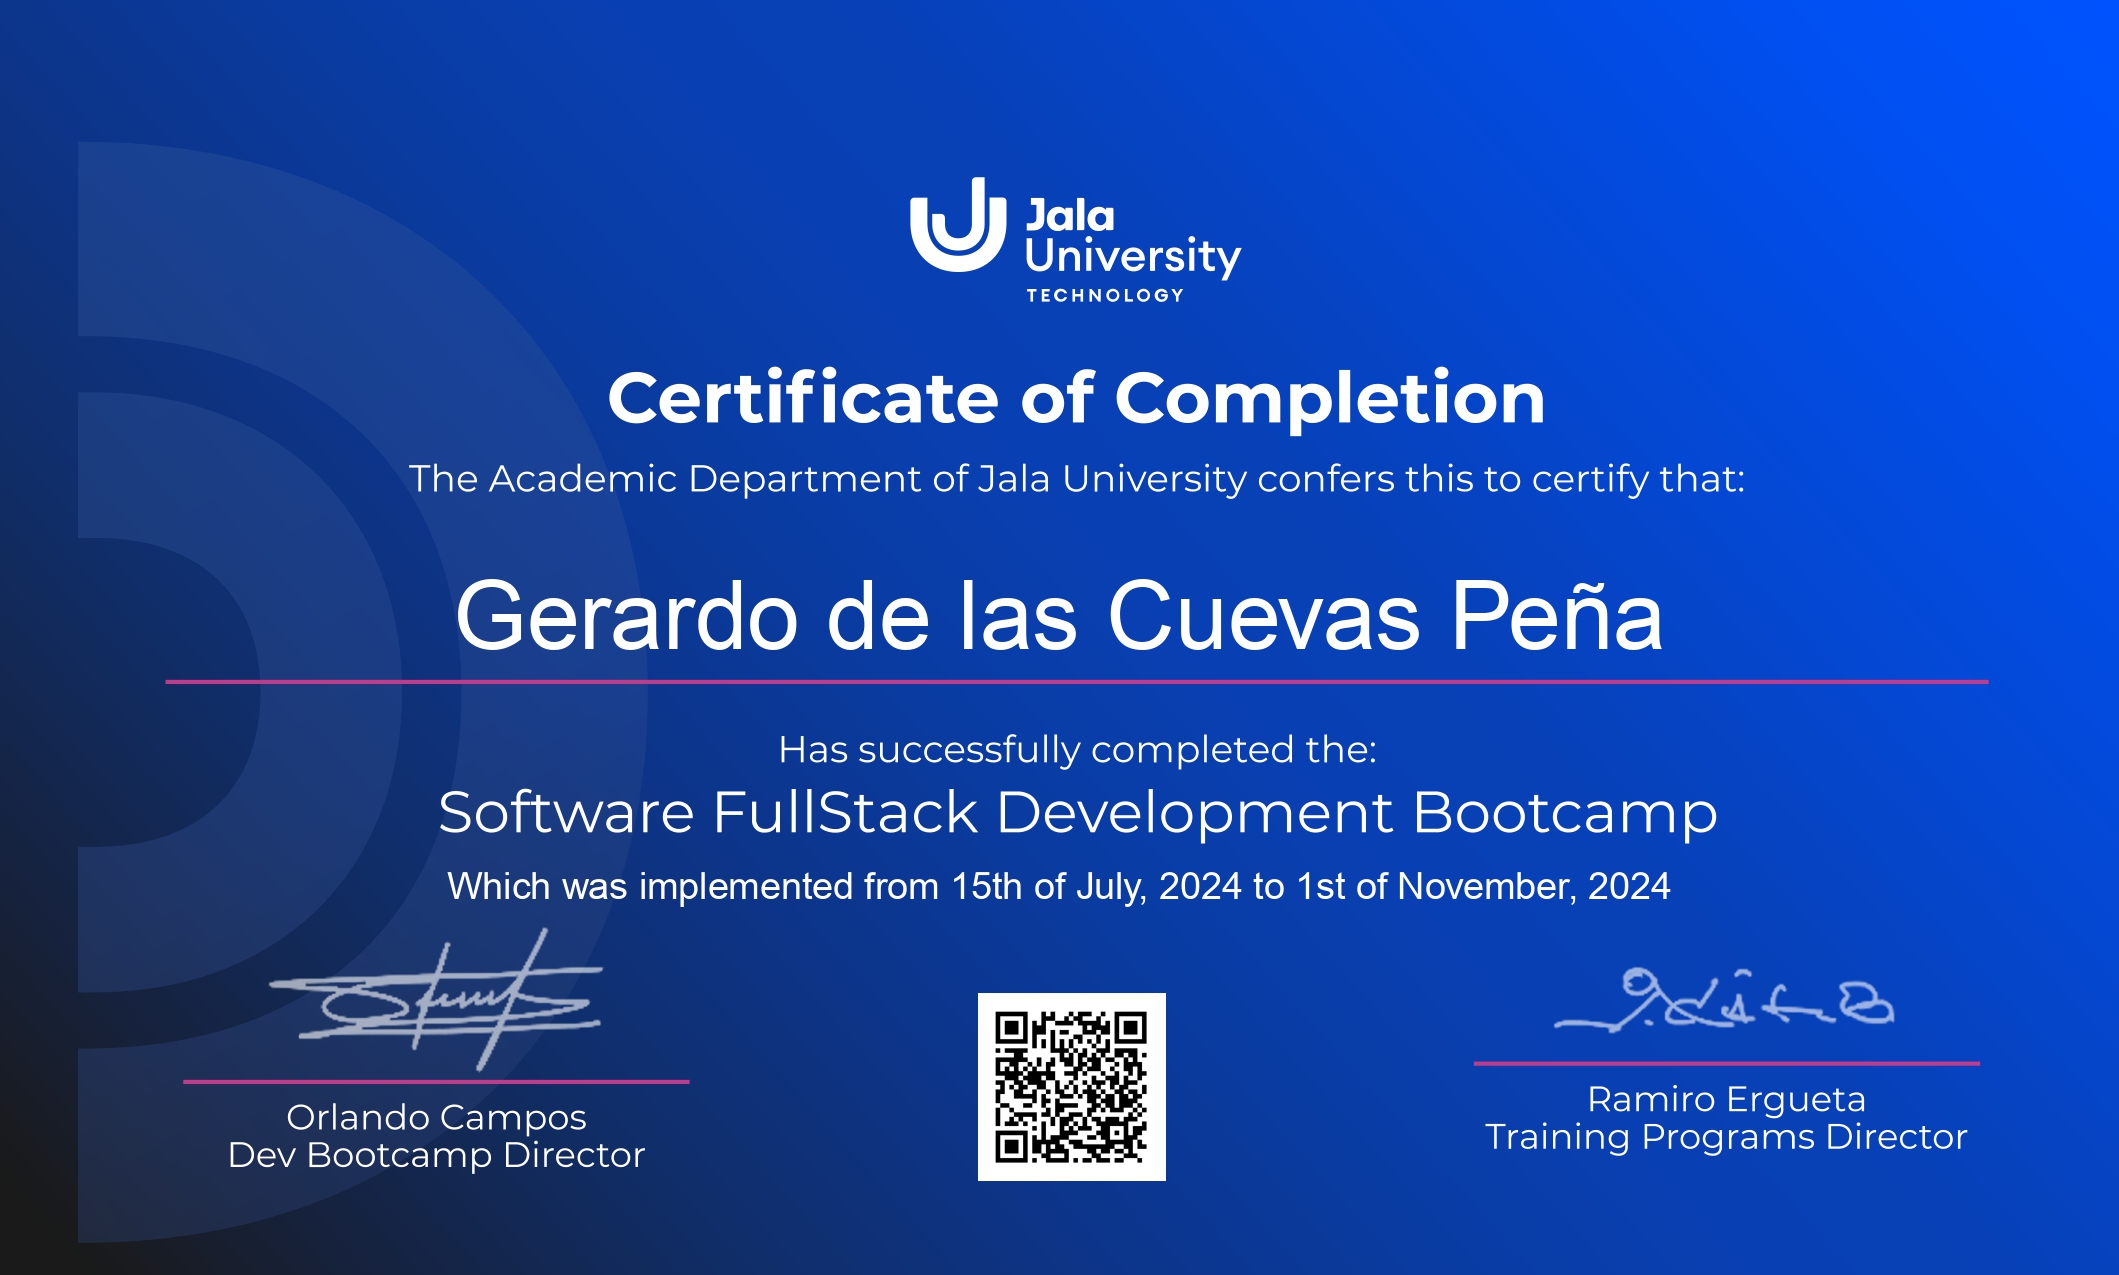 Jala
University
TECHNOLOGY
Certificate of Completion
The Academic Department of Jala University confers this to certify that:
Gerardo de las Cuevas Peña
Has successfully completed the:
Software FullStack Development Bootcamp
Which was implemented from 15th of July, 2024 to 1st of November, 2024
Orlando Campos
Dev Bootcamp Director
Ramiro Ergueta
Training Programs Director